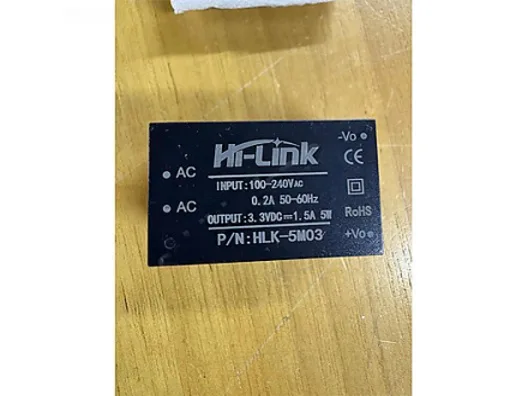 Hi-Link
-Vo
CE
AC
INPUT:100-240VAC
0.2A 50-60Hz
AC
OUTPUT:3.3VDC⎓1.5A 5W
RoHS
P/N:HLK-5M03
+Vo